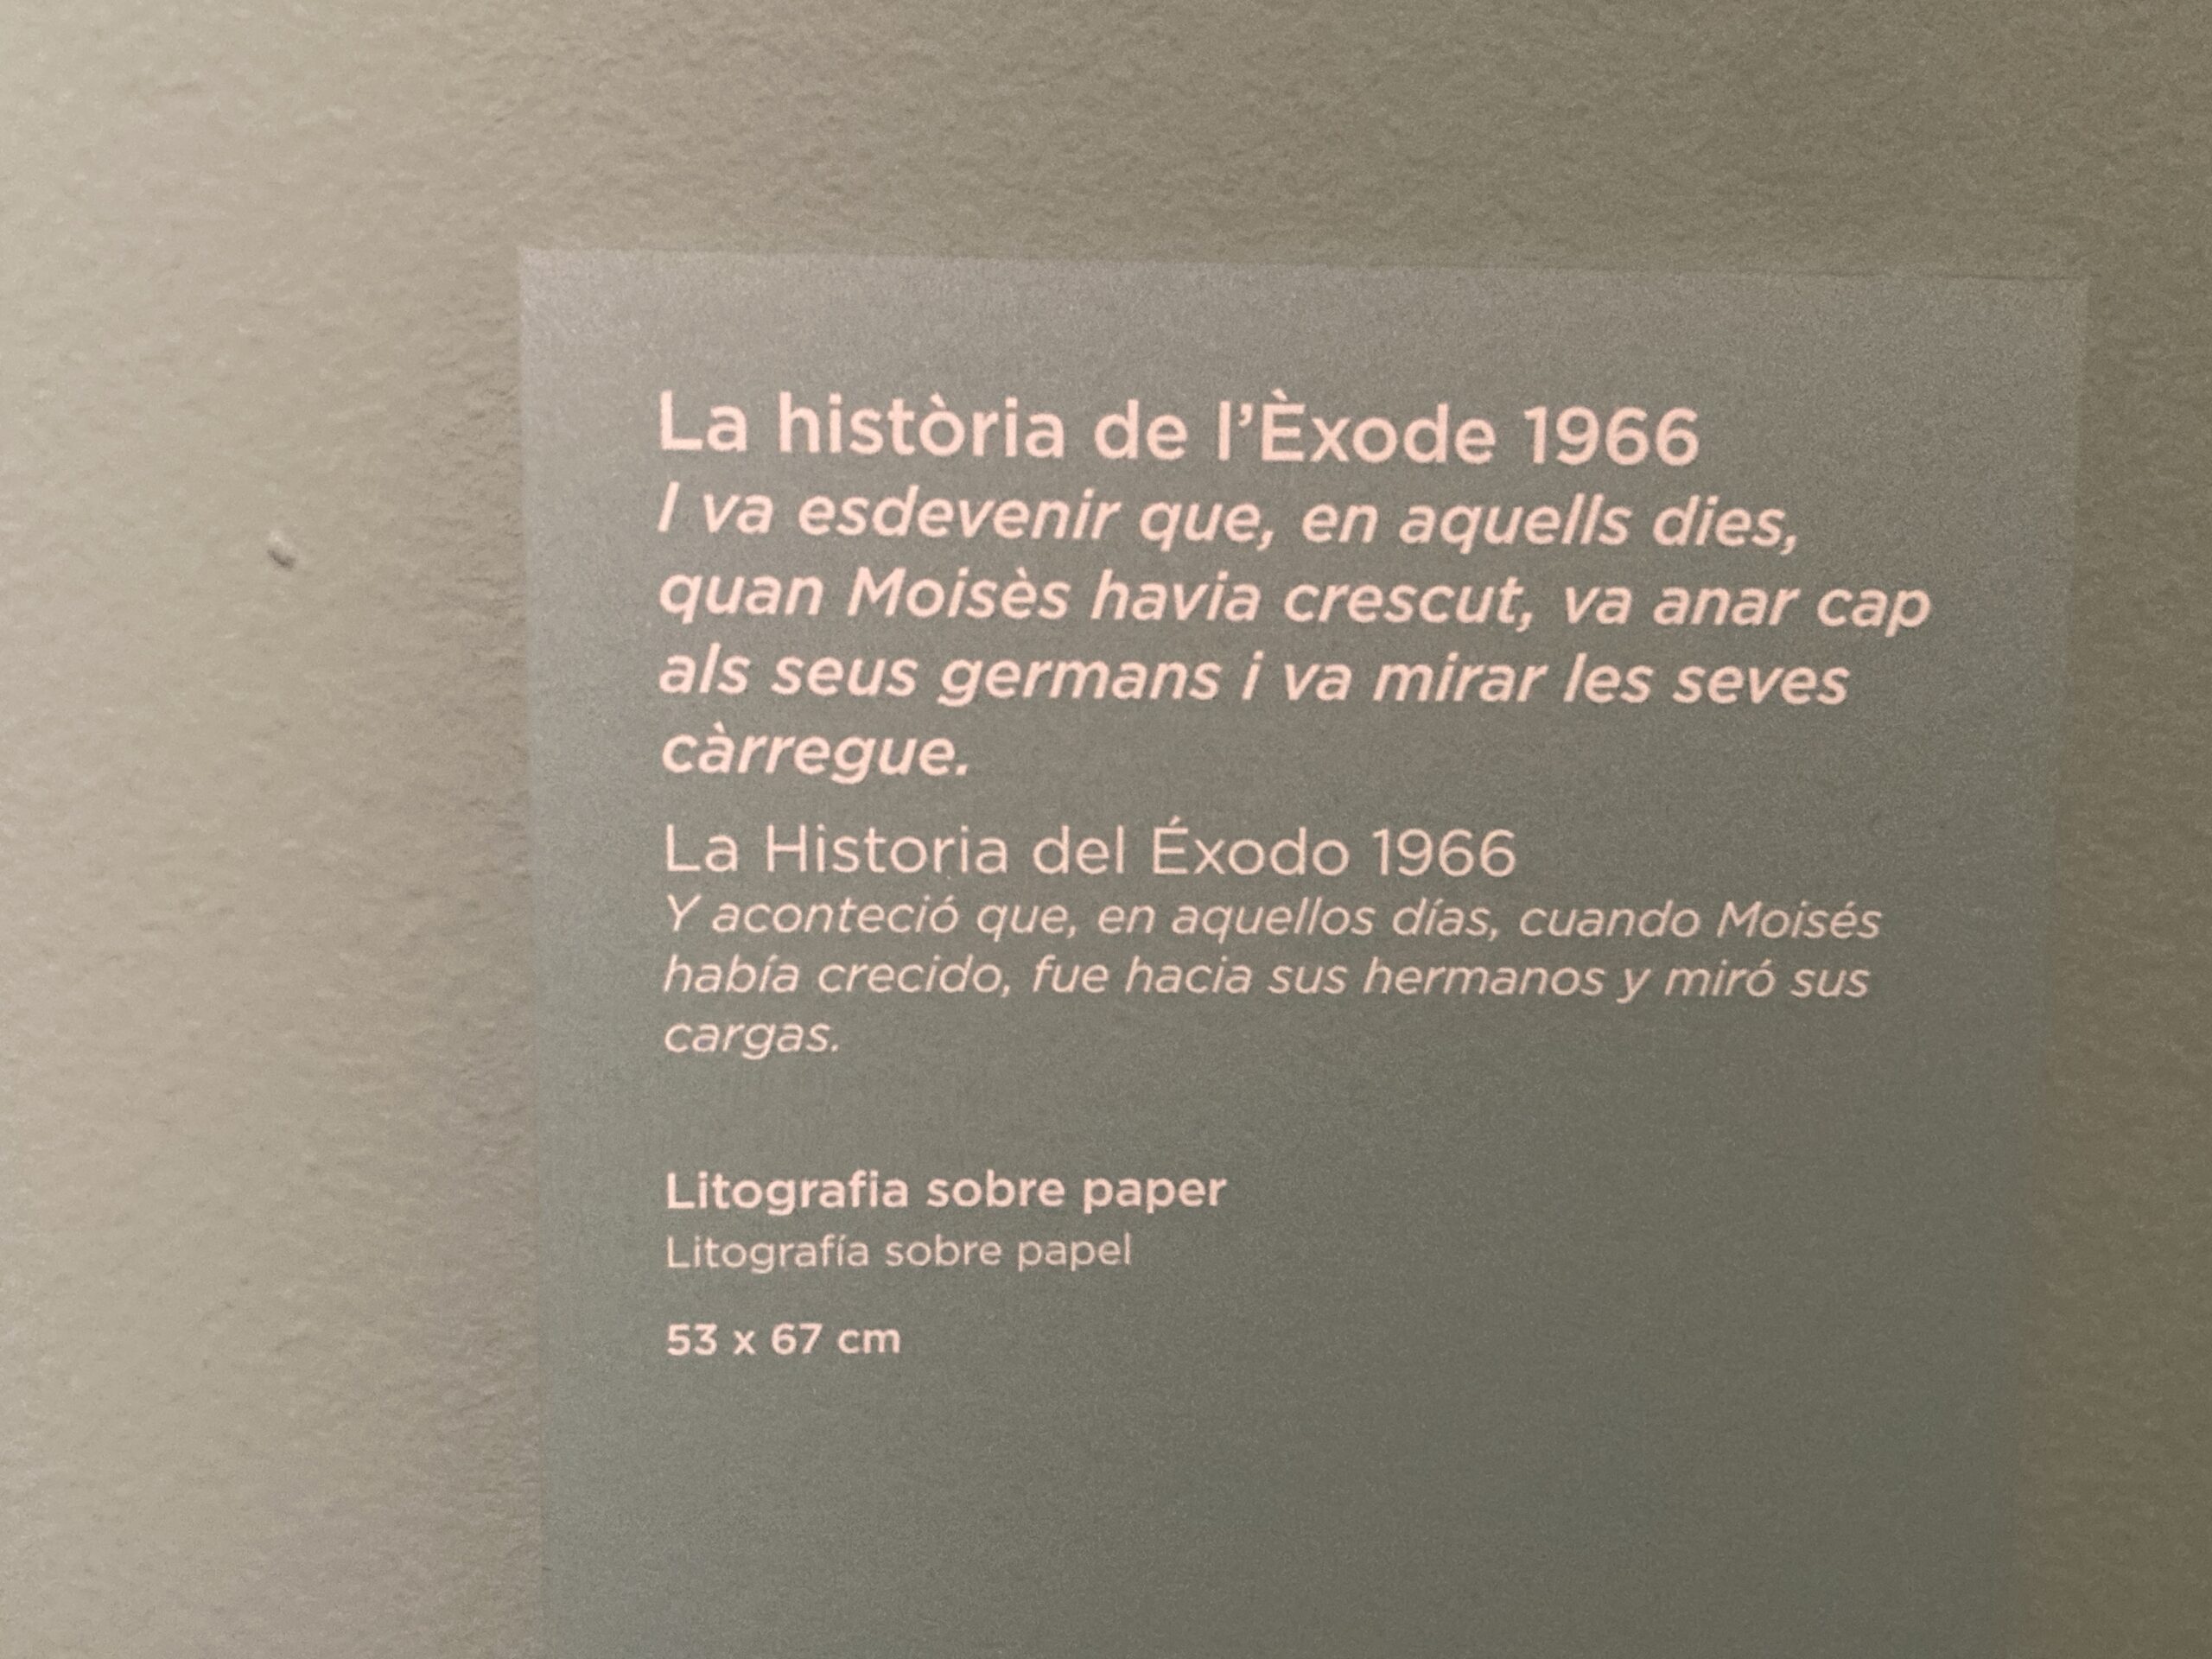 La història de l’Èxode 1966
I va esdevenir que, en aquells dies,
quan Moisès havia crescut, va anar cap
als seus germans i va mirar les seves
càrregue.
La Historia del Éxodo 1966
Y aconteció que, en aquellos días, cuando Moisés
había crecido, fue hacia sus hermanos y miró sus
cargas.
Litografia sobre paper
Litografía sobre papel
53 x 67 cm